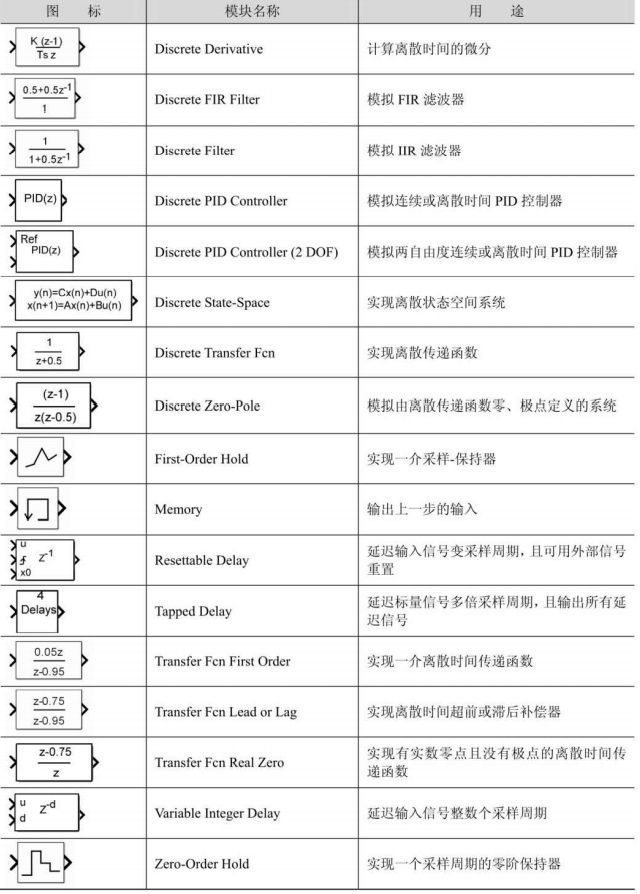 图 标 模块名称 用 途
K (z-1)
Ts z
Discrete Derivative
计算离散时间的微分
0.5+0.5z-1
1
Discrete FIR Filter
模拟 FIR 滤波器
1
1+0.5z-1
Discrete Filter
模拟 IIR 滤波器
PID(z)
Discrete PID Controller
模拟连续或离散时间 PID 控制器
Ref
PID(z)
Discrete PID Controller (2 DOF)
模拟两自由度连续或离散时间 PID 控制器
y(n)=Cx(n)+Du(n)
x(n+1)=Ax(n)+Bu(n)
Discrete State-Space
实现离散状态空间系统
1
z+0.5
Discrete Transfer Fcn
实现离散传递函数
(z-1)
z(z-0.5)
Discrete Zero-Pole
模拟由离散传递函数零、极点定义的系统
First-Order Hold
实现一介采样-保持器
Memory
输出上一步的输入
u
z-1
x0
Resettable Delay
延迟输入信号变采样周期，且可用外部信号
重置
4
Delays
Tapped Delay
延迟标量信号多倍采样周期，且输出所有延
迟信号
0.05z
z-0.95
Transfer Fcn First Order
实现一介离散时间传递函数
z-0.75
z-0.95
Transfer Fcn Lead or Lag
实现离散时间超前或滞后补偿器
z-0.75
z
Transfer Fcn Real Zero
实现有实数零点且没有极点的离散时间传
递函数
u
d
z-d
Variable Integer Delay
延迟输入信号整数个采样周期
Zero-Order Hold
实现一个采样周期的零阶保持器